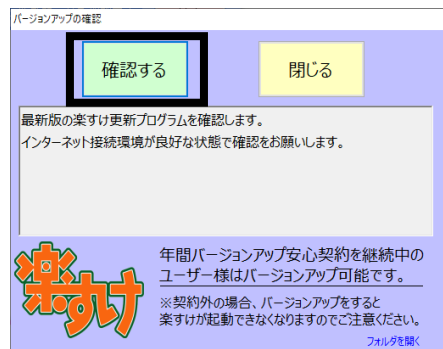 バージョンアップの確認
確認する
閉じる
最新版の楽すけ更新プログラムを確認します。
インターネット接続環境が良好な状態で確認をお願いします。
楽すけ
年間バージョンアップ安心契約を継続中の
ユーザー様はバージョンアップ可能です。
※契約外の場合、バージョンアップをすると
楽すけが起動できなくなりますのでご注意ください。
フォルダを開く